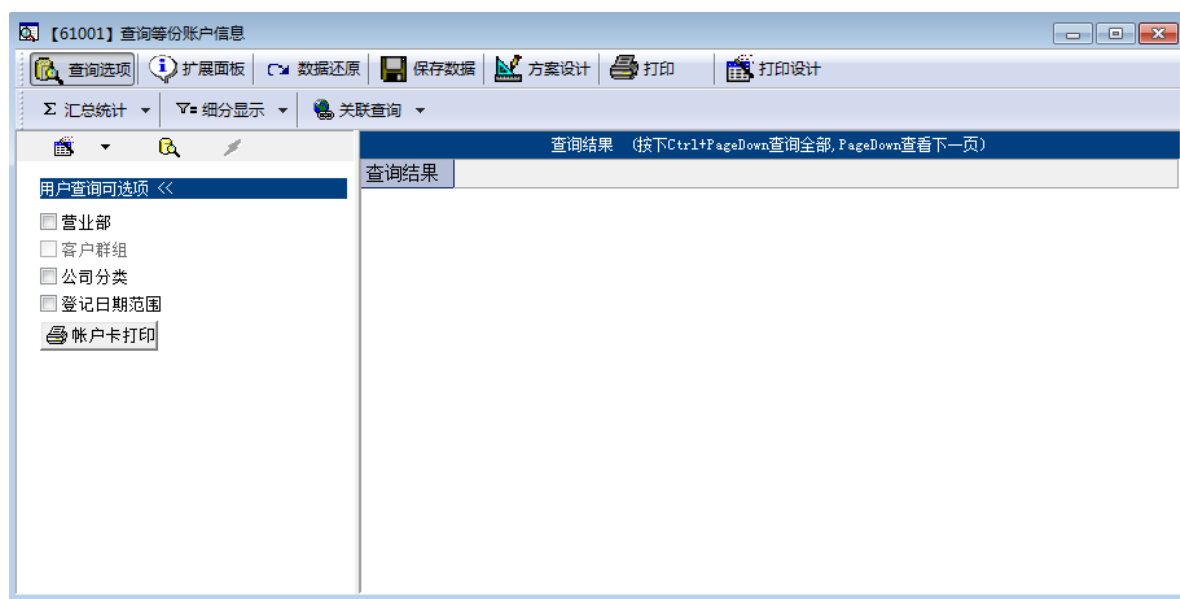 【61001】查询等份账户信息
查询选项 扩展面板 数据还原 保存数据 方案设计 打印 打印设计
Σ 汇总统计 细分显示 关联查询
查询结果 (按下Ctrl+PageDown查询全部,PageDown查看下一页)
查询结果
用户查询可选项 <<
营业部
客户群组
公司分类
登记日期范围
帐户卡打印